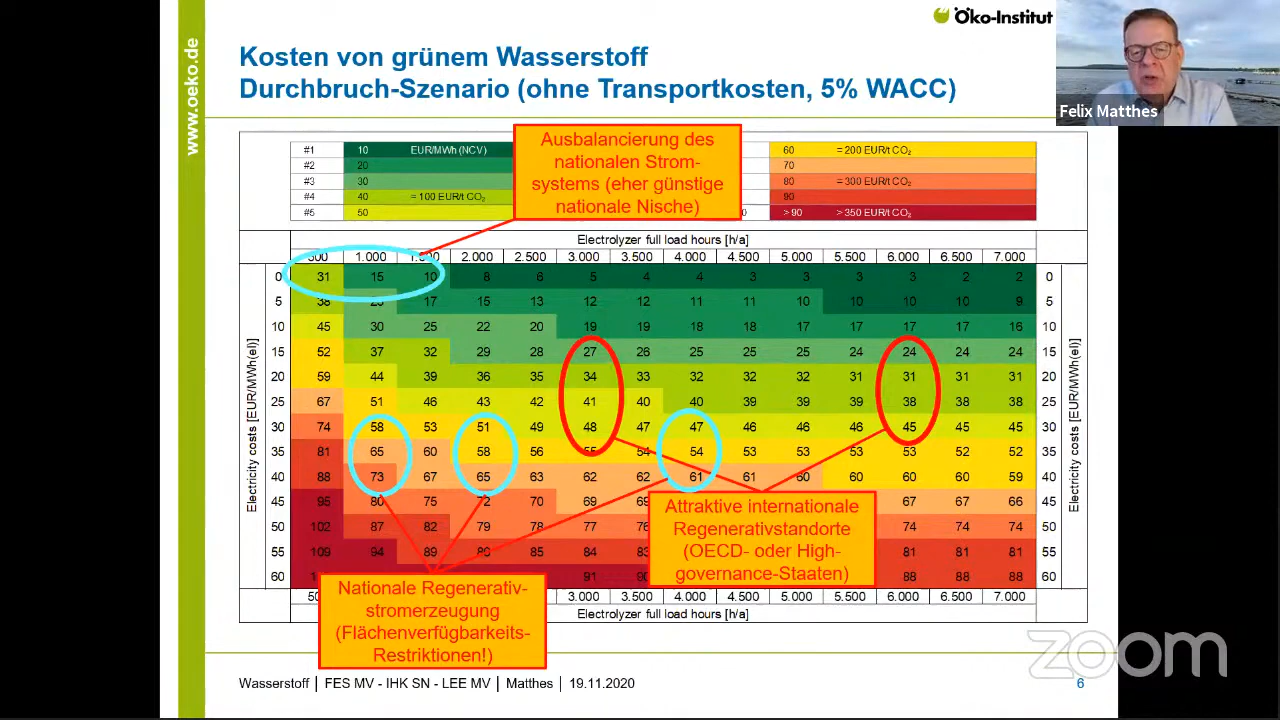 Öko-Institut
www.oeko.de
Kosten von grünem Wasserstoff
Durchbruch-Szenario (ohne Transportkosten, 5% WACC)
Felix Matthes
#1 10 EUR/MWh (NCV) 60 = 200 EUR/t CO₂
#2 20 70
#3 30 80 = 300 EUR/t CO₂
#4 40 = 100 EUR/t CO₂ 90
#5 50 > 90 > 350 EUR/t CO₂
Ausbalancierung des
nationalen Strom-
systems (eher günstige
nationale Nische)
Electrolyzer full load hours [h/a]
500 1.000 1.500 2.000 2.500 3.000 3.500 4.000 4.500 5.000 5.500 6.000 6.500 7.000
Electricity costs [EUR/MWh(el)]
0 31 15 10 8 6 5 4 4 3 3 3 3 2 2 0
5 38 23 17 15 13 12 12 11 11 10 10 10 10 9 5
10 45 30 25 22 20 19 19 18 18 17 17 17 17 16 10
15 52 37 32 29 28 27 26 25 25 25 24 24 24 24 15
20 59 44 39 36 35 34 33 32 32 32 31 31 31 31 20
25 67 51 46 43 42 41 40 40 39 39 39 38 38 38 25
30 74 58 53 51 49 48 47 47 46 46 46 45 45 45 30
35 81 65 60 58 56 55 54 54 53 53 53 53 52 52 35
40 88 73 67 65 63 62 62 61 61 60 60 60 60 59 40
45 95 80 75 72 70 69 67 67 66 45
50 102 87 82 79 78 77 76 74 74 74 50
55 109 94 89 86 85 84 83 81 81 81 55
60 91 90 88 88 88 60
Electricity costs [EUR/MWh(el)]
3.000 3.500 4.000 4.500 5.000 5.500 6.000 6.500 7.000
Electrolyzer full load hours [h/a]
Attraktive internationale
Regenerativstandorte
(OECD- oder High-
governance-Staaten)
Nationale Regenerativ-
stromerzeugung
(Flächenverfügbarkeits-
Restriktionen!)
zoom
Wasserstoff │ FES MV - IHK SN - LEE MV │ Matthes │ 19.11.2020
6